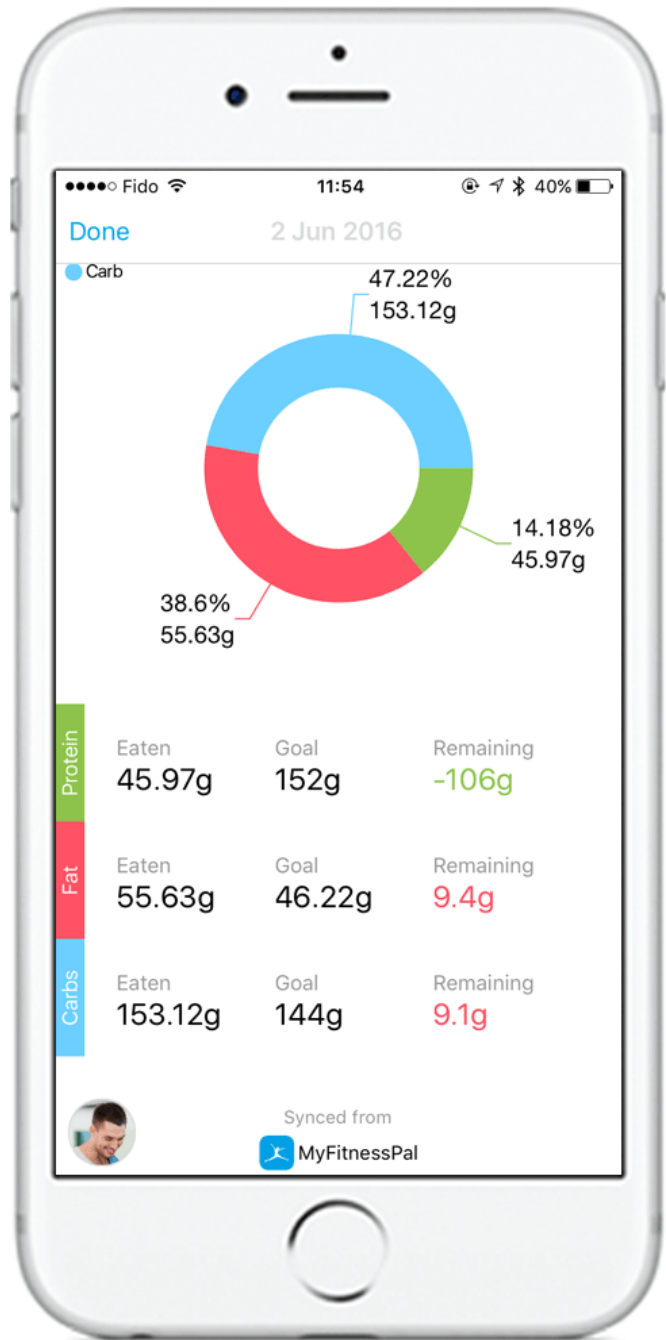 Fido
11:54
40%
Done
2 Jun 2016
Carb
47.22%
153.12g
14.18%
45.97g
38.6%
55.63g
Protein
Eaten
Goal
Remaining
45.97g
152g
-106g
Fat
Eaten
Goal
Remaining
55.63g
46.22g
9.4g
Carbs
Eaten
Goal
Remaining
153.12g
144g
9.1g
Synced from
MyFitnessPal